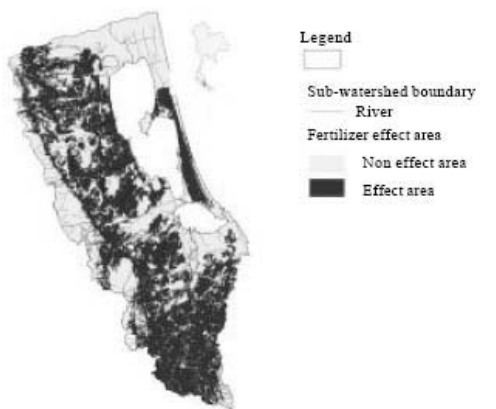 Legend
Sub-watershed boundary
River
Fertilizer effect area
Non effect area
Effect area